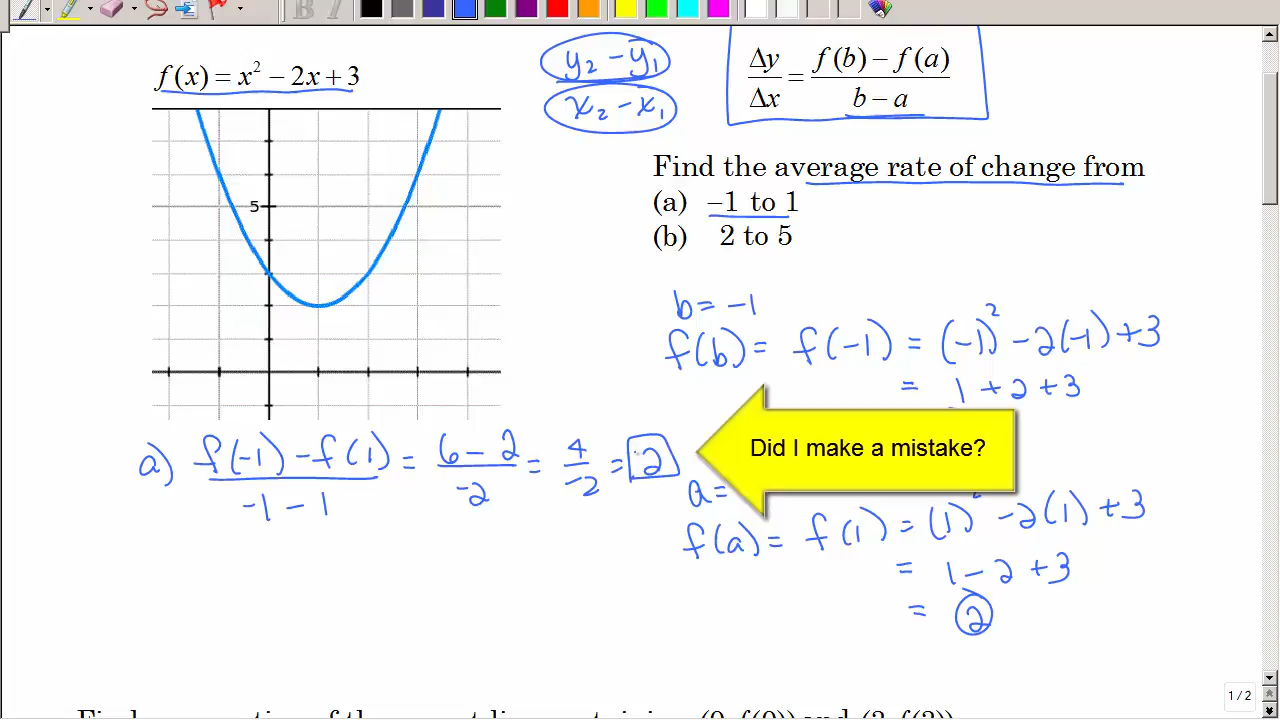 f(x) = x² − 2x + 3
y₂ − y₁
x₂ − x₁
Δy/Δx = f(b) − f(a) / b − a
Find the average rate of change from
(a) −1 to 1
(b) 2 to 5
5
b = −1
f(b) = f(−1) = (−1)² − 2(−1) + 3
= 1 + 2 + 3
a) f(−1) − f(1) / −1 − 1 = 6 − 2 / −2 = 4 / −2 = 2
Did I make a mistake?
a =
f(a) = f(1) = (1)² − 2(1) + 3
= 1 − 2 + 3
= 2
1 / 2